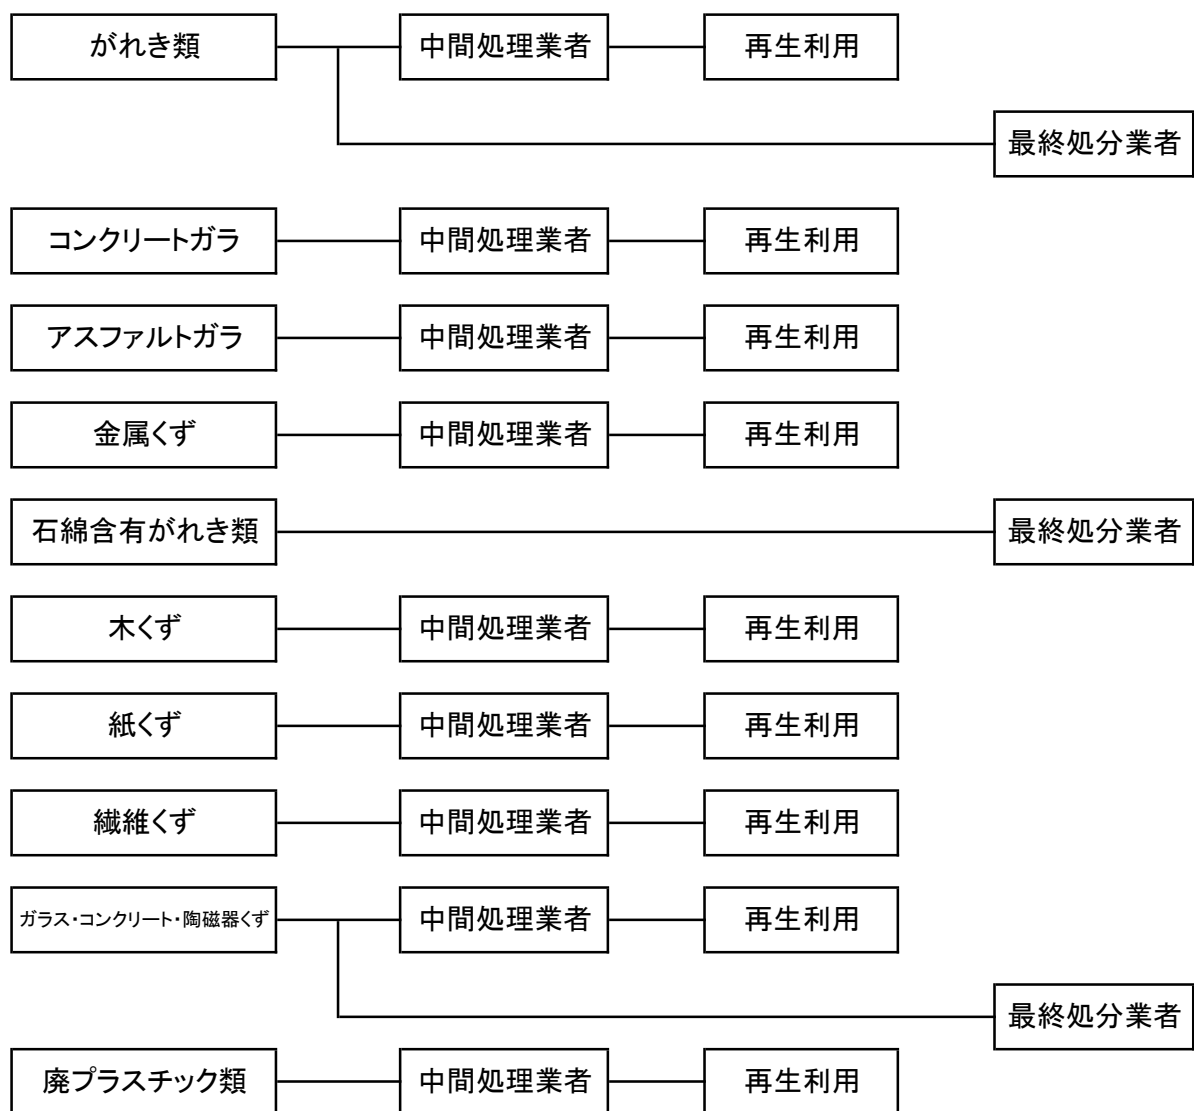 がれき類
中間処理業者
再生利用
最終処分業者
コンクリートガラ
中間処理業者
再生利用
アスファルトガラ
中間処理業者
再生利用
金属くず
中間処理業者
再生利用
石綿含有がれき類
最終処分業者
木くず
中間処理業者
再生利用
紙くず
中間処理業者
再生利用
繊維くず
中間処理業者
再生利用
ガラス・コンクリート・陶磁器くず
中間処理業者
再生利用
最終処分業者
廃プラスチック類
中間処理業者
再生利用